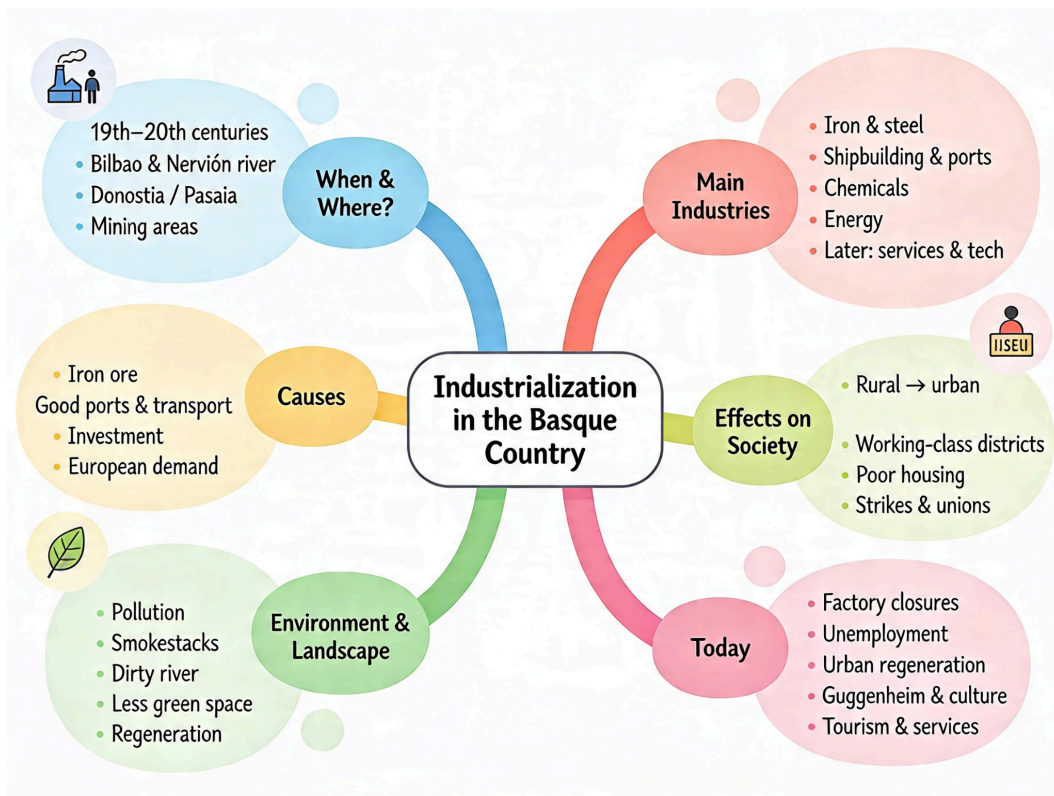 19th–20th centuries
• Bilbao & Nervión river
• Donostia / Pasaia
• Mining areas
When &
Where?
Main
Industries
• Iron & steel
• Shipbuilding & ports
• Chemicals
• Energy
• Later: services & tech
• Iron ore
Good ports & transport
• Investment
• European demand
Causes
Industrialization
in the Basque
Country
Effects on
Society
IISEU
• Rural → urban
• Working-class districts
• Poor housing
• Strikes & unions
• Pollution
• Smokestacks
• Dirty river
• Less green space
• Regeneration
Environment &
Landscape
Today
• Factory closures
• Unemployment
• Urban regeneration
• Guggenheim & culture
• Tourism & services